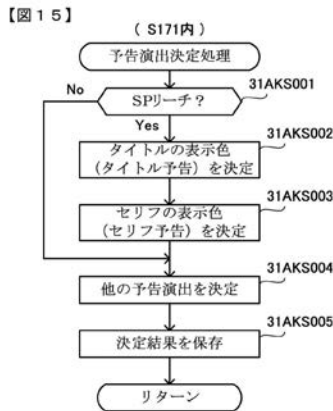 【図１５】
（ S171内 ）
予告演出決定処理
No
SPリーチ？
31AKS001
Yes
31AKS002
タイトルの表示色
（タイトル予告）を決定
31AKS003
セリフの表示色
（セリフ予告）を決定
31AKS004
他の予告演出を決定
31AKS005
決定結果を保存
リターン